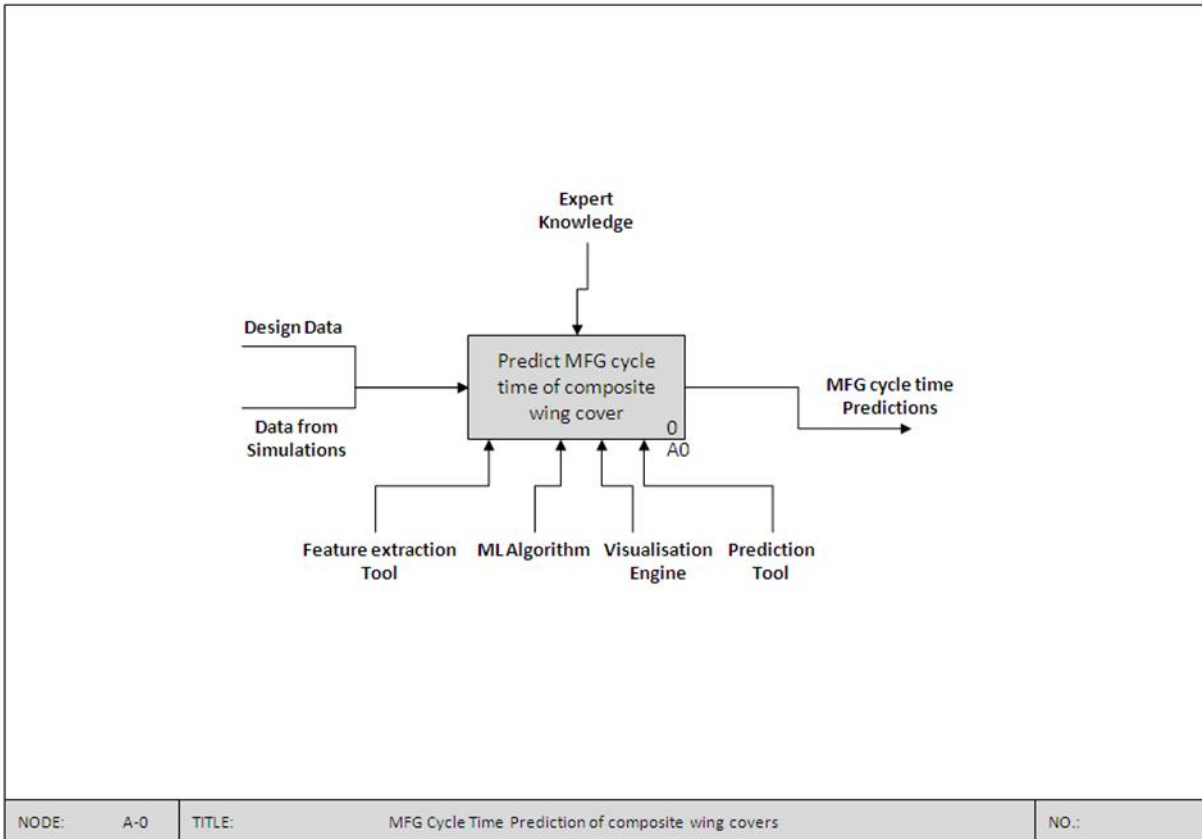 Expert
Knowledge
Design Data
Predict MFG cycle
time of composite
wing cover
0
A0
MFG cycle time
Predictions
Data from
Simulations
Feature extraction
Tool
ML Algorithm
Visualisation
Engine
Prediction
Tool
NODE: A-0 TITLE: MFG Cycle Time Prediction of composite wing covers NO.: